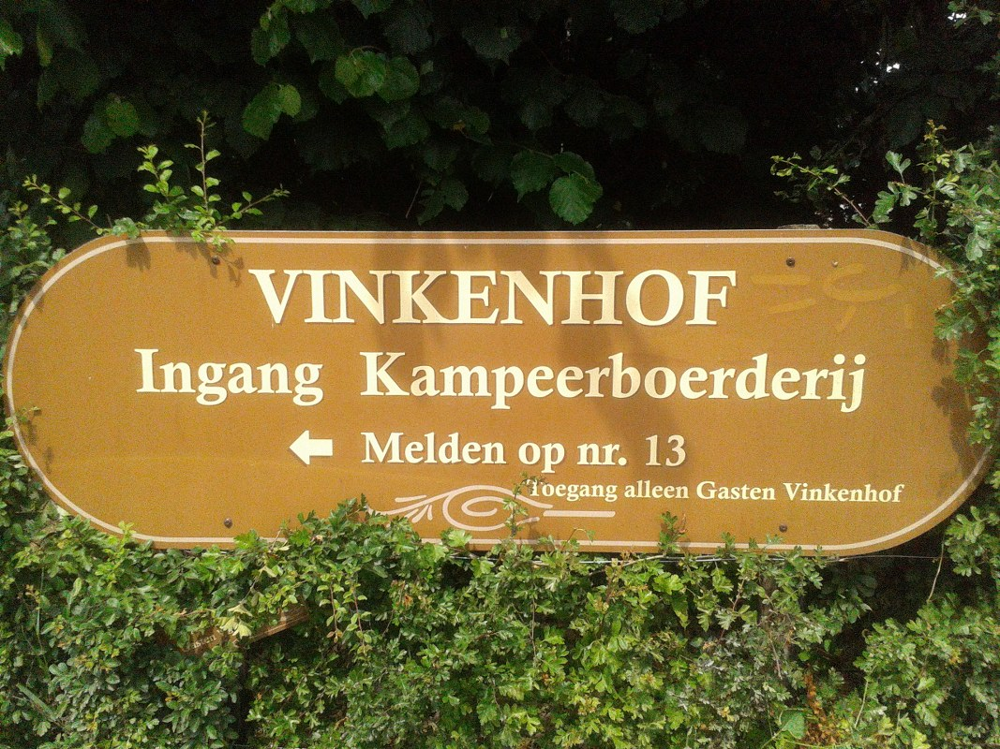 VINKENHOF
Ingang Kampeerboerderij
Melden op nr. 13
Toegang alleen Gasten Vinkenhof